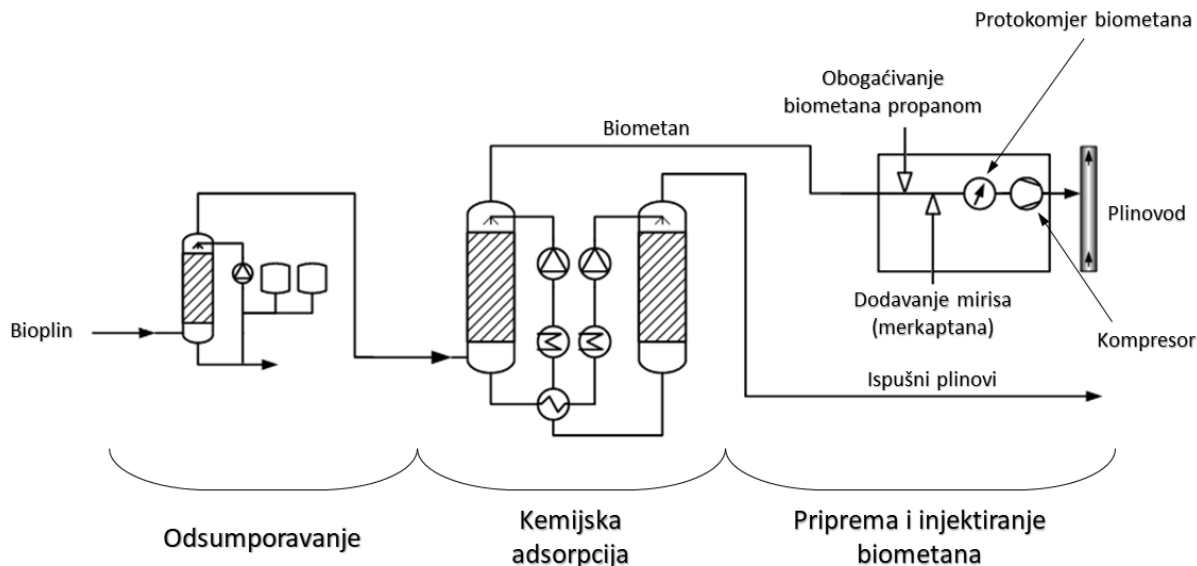 Protokomjer biometana
Obogaćivanje
biometana propanom
Biometan
Plinovod
Bioplin
Dodavanje mirisa
(merkaptana)
Kompresor
Ispušni plinovi
Odsumporavanje
Kemijska
adsorpcija
Priprema i injektiranje
biometana